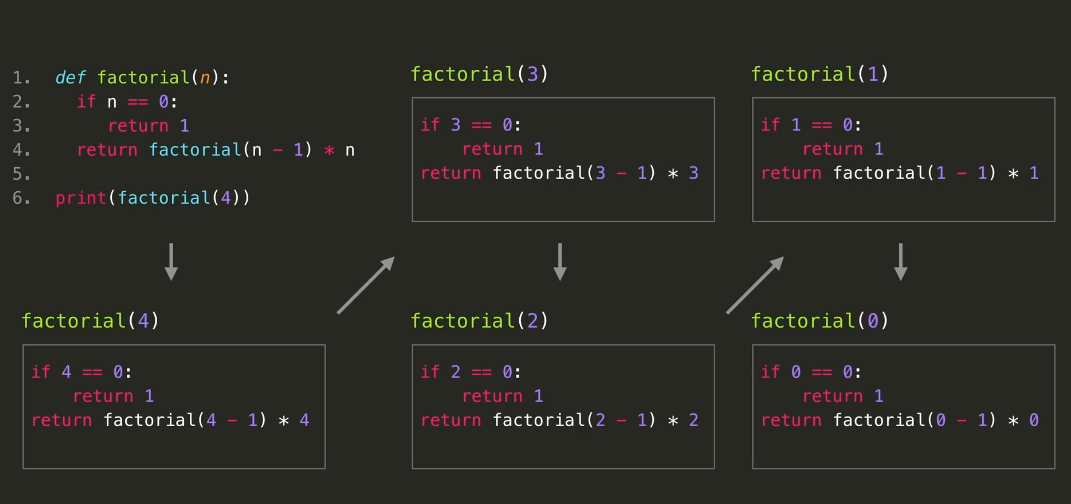 1. def factorial(n):
2.   if n == 0:
3.     return 1
4.   return factorial(n - 1) * n
5.
6. print(factorial(4))
factorial(4)
if 4 == 0:
    return 1
return factorial(4 - 1) * 4
factorial(3)
if 3 == 0:
    return 1
return factorial(3 - 1) * 3
factorial(2)
if 2 == 0:
    return 1
return factorial(2 - 1) * 2
factorial(1)
if 1 == 0:
    return 1
return factorial(1 - 1) * 1
factorial(0)
if 0 == 0:
    return 1
return factorial(0 - 1) * 0